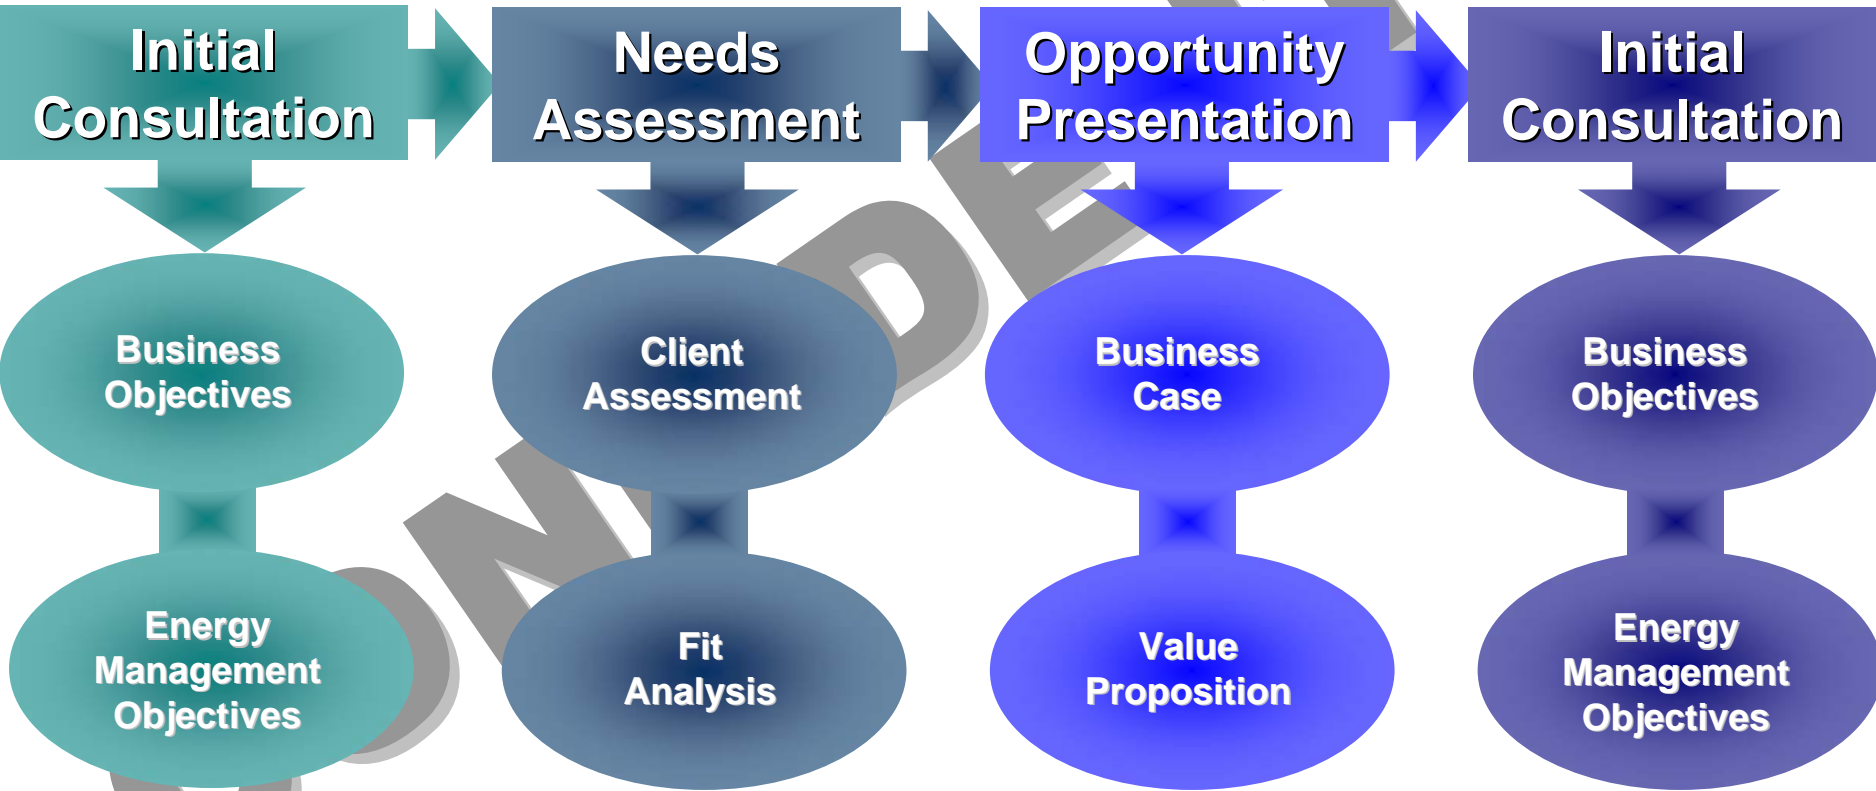 Initial
Consultation
Needs
Assessment
Opportunity
Presentation
Initial
Consultation
Business
Objectives
Client
Assessment
Business
Case
Business
Objectives
Energy
Management
Objectives
Fit
Analysis
Value
Proposition
Energy
Management
Objectives